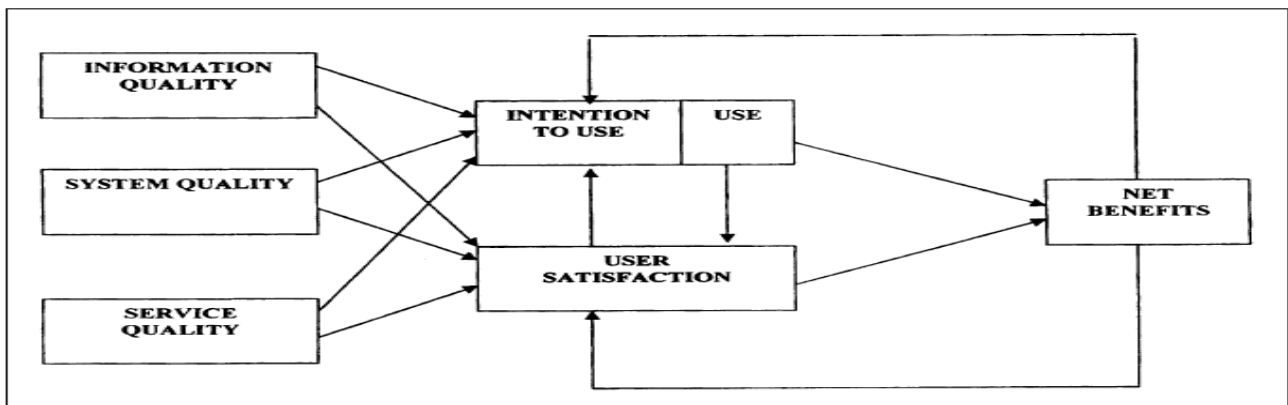 INFORMATION
QUALITY
SYSTEM QUALITY
SERVICE
QUALITY
INTENTION
TO USE
USE
USER
SATISFACTION
NET
BENEFITS